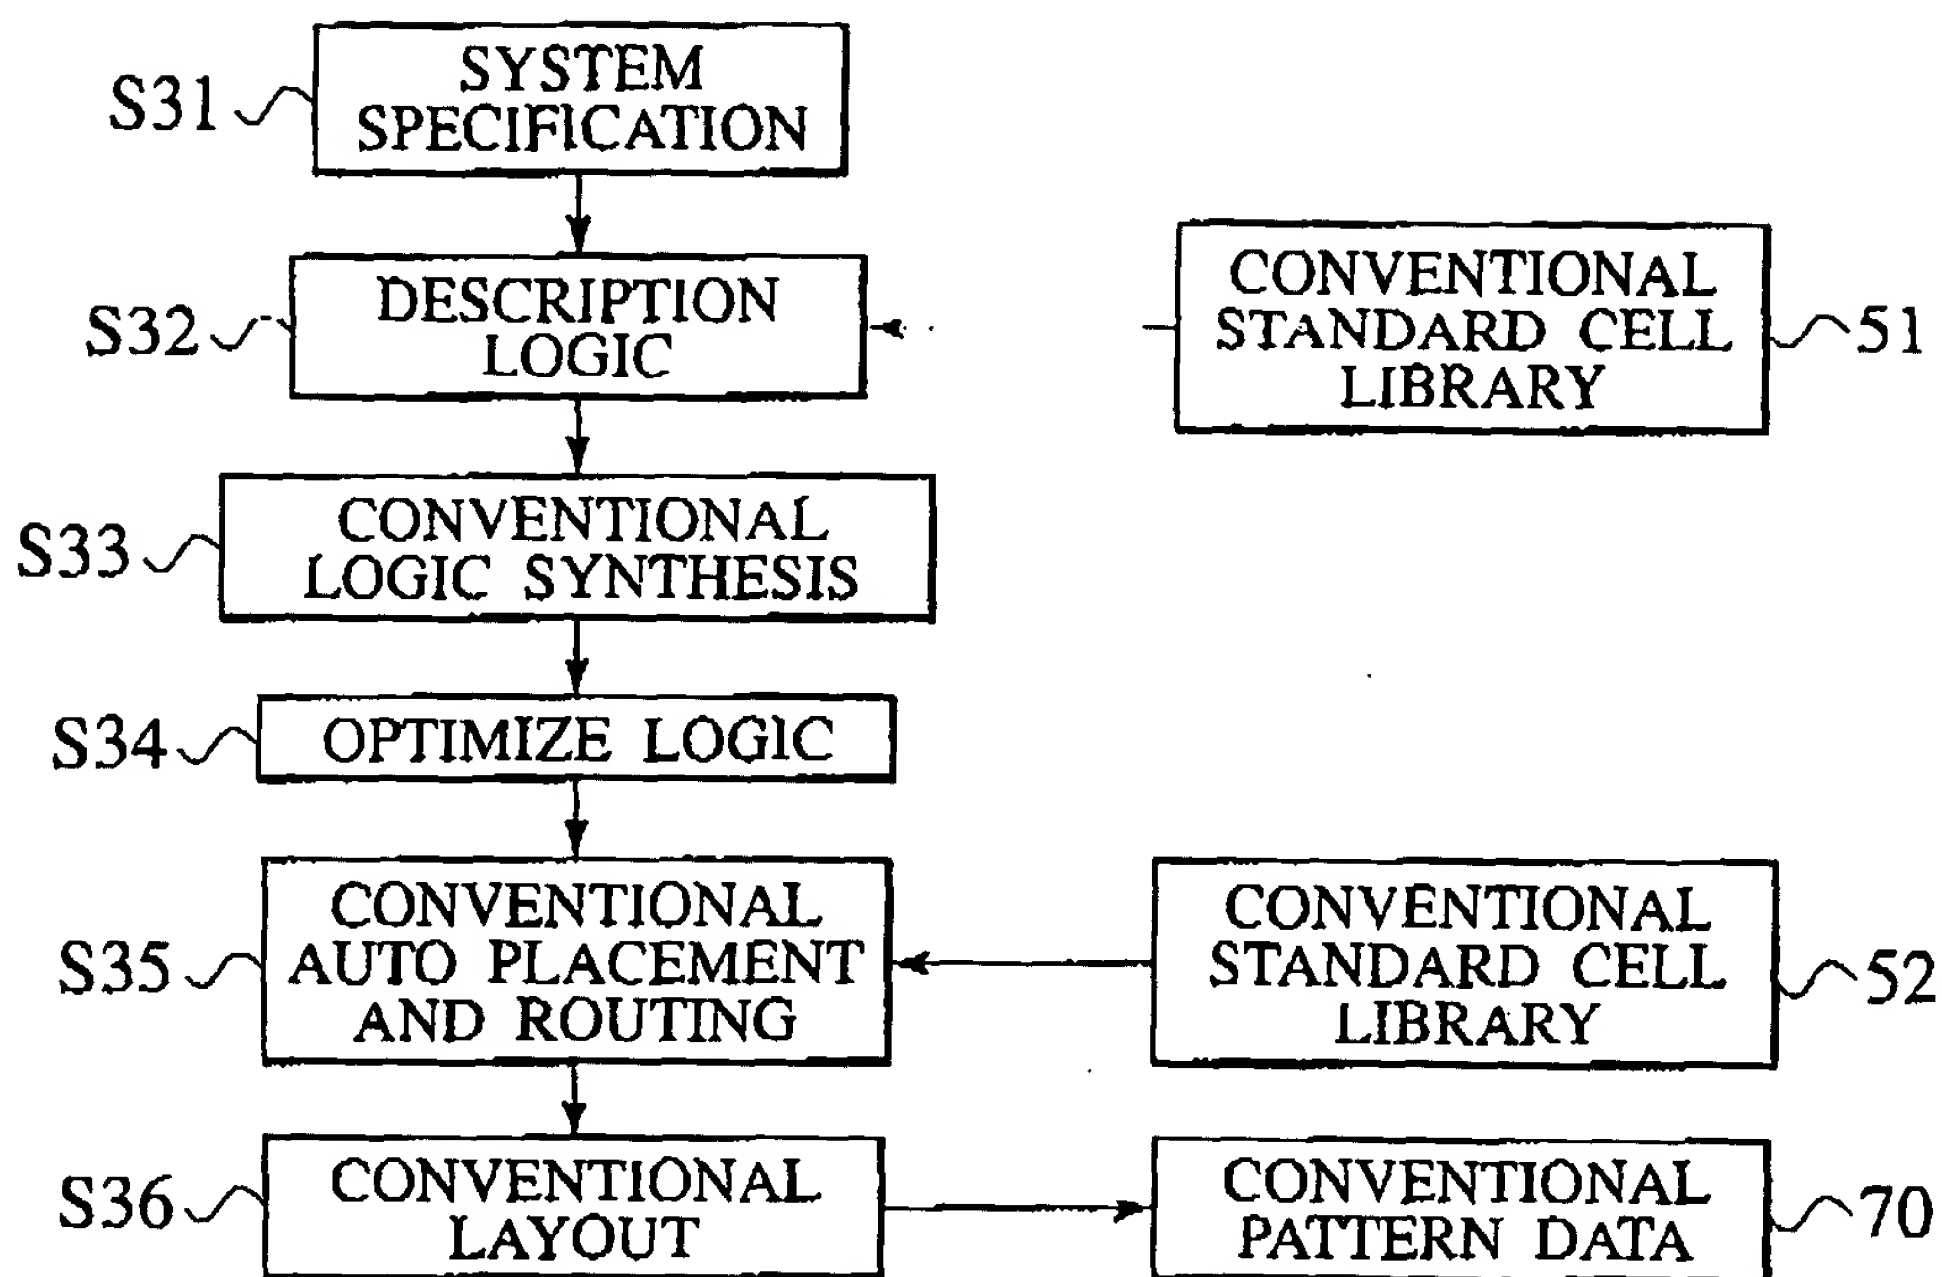 S31
SYSTEM
SPECIFICATION
S32
DESCRIPTION
LOGIC
CONVENTIONAL
STANDARD CELL
LIBRARY
51
S33
CONVENTIONAL
LOGIC SYNTHESIS
S34
OPTIMIZE LOGIC
S35
CONVENTIONAL
AUTO PLACEMENT
AND ROUTING
CONVENTIONAL
STANDARD CELL
LIBRARY
52
S36
CONVENTIONAL
LAYOUT
CONVENTIONAL
PATTERN DATA
70